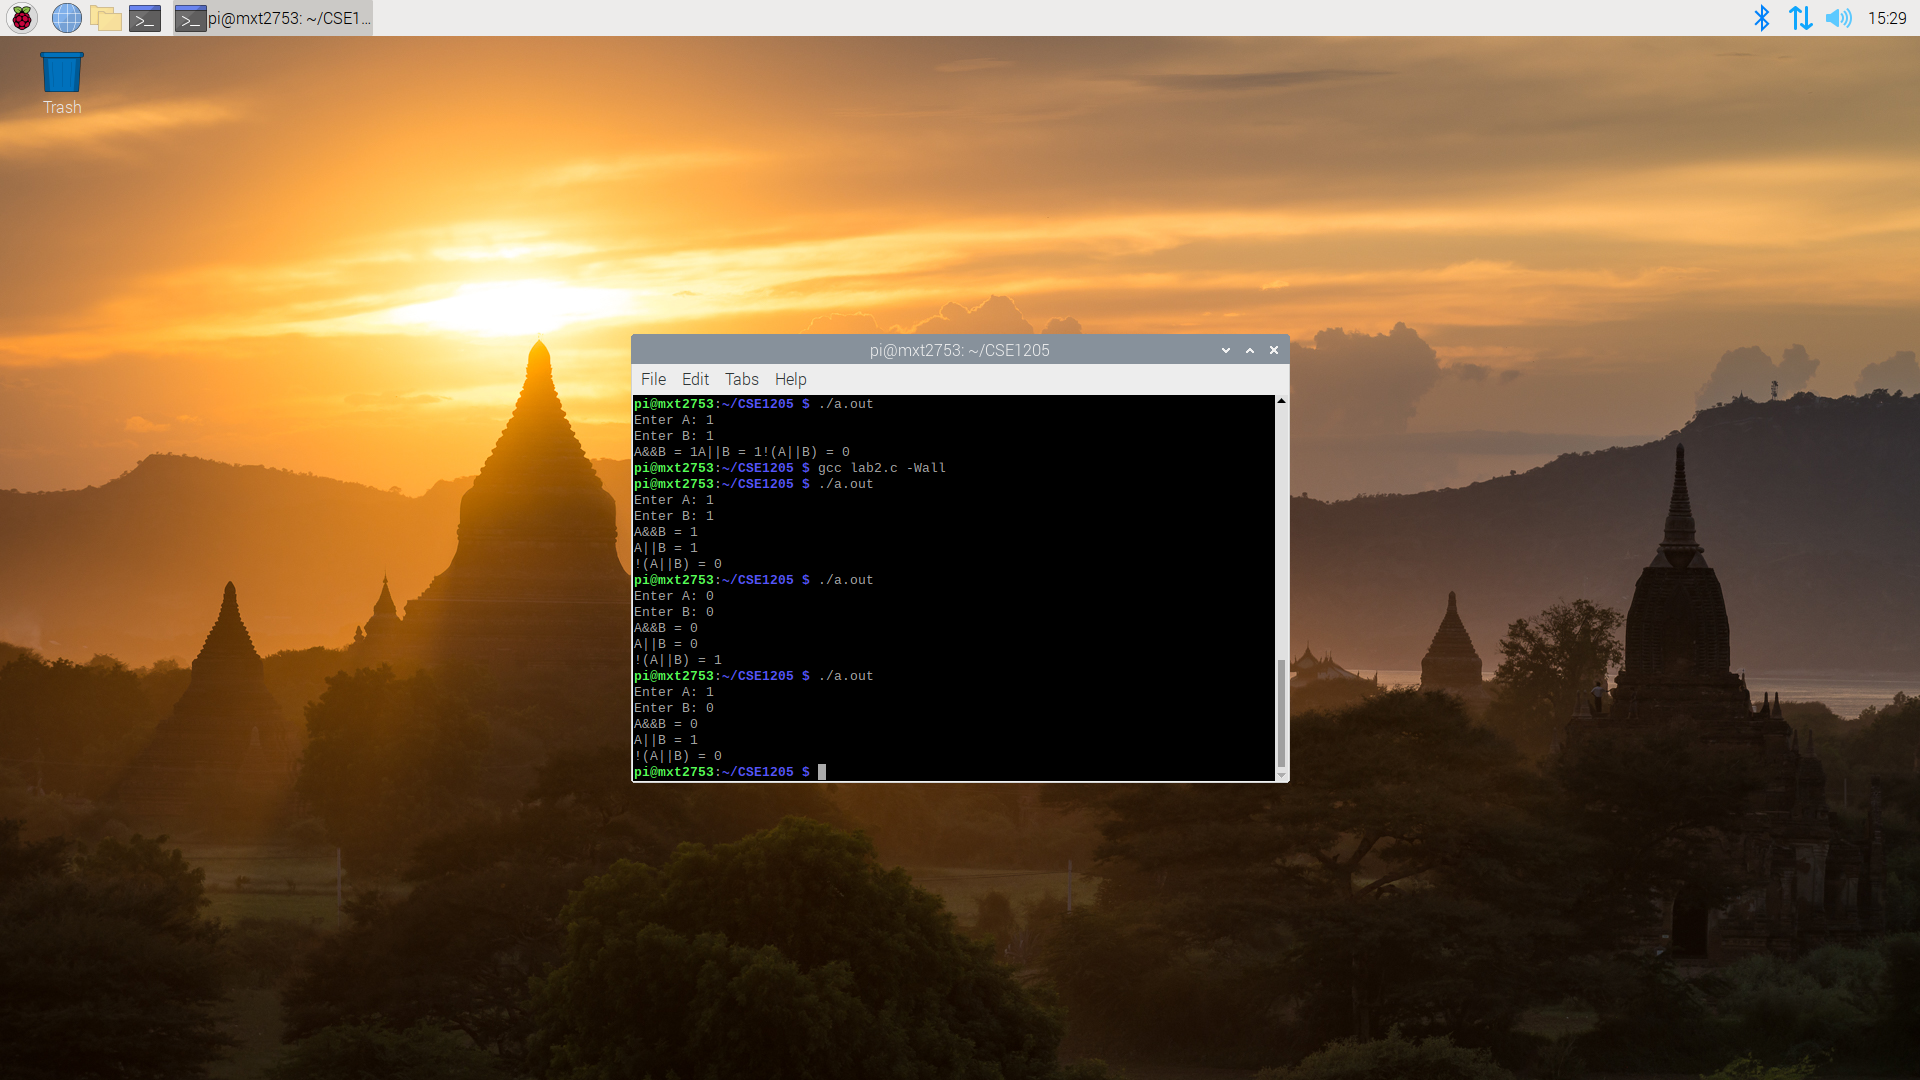 pi@mxt2753: ~/CSE1...
15:29
Trash
pi@mxt2753: ~/CSE1205
File Edit Tabs Help
pi@mxt2753:~/CSE1205 $ ./a.out
Enter A: 1
Enter B: 1
A&&B = 1A||B = 1!(A||B) = 0
pi@mxt2753:~/CSE1205 $ gcc lab2.c -Wall
pi@mxt2753:~/CSE1205 $ ./a.out
Enter A: 1
Enter B: 1
A&&B = 1
A||B = 1
!(A||B) = 0
pi@mxt2753:~/CSE1205 $ ./a.out
Enter A: 0
Enter B: 0
A&&B = 0
A||B = 0
!(A||B) = 1
pi@mxt2753:~/CSE1205 $ ./a.out
Enter A: 1
Enter B: 0
A&&B = 0
A||B = 1
!(A||B) = 0
pi@mxt2753:~/CSE1205 $